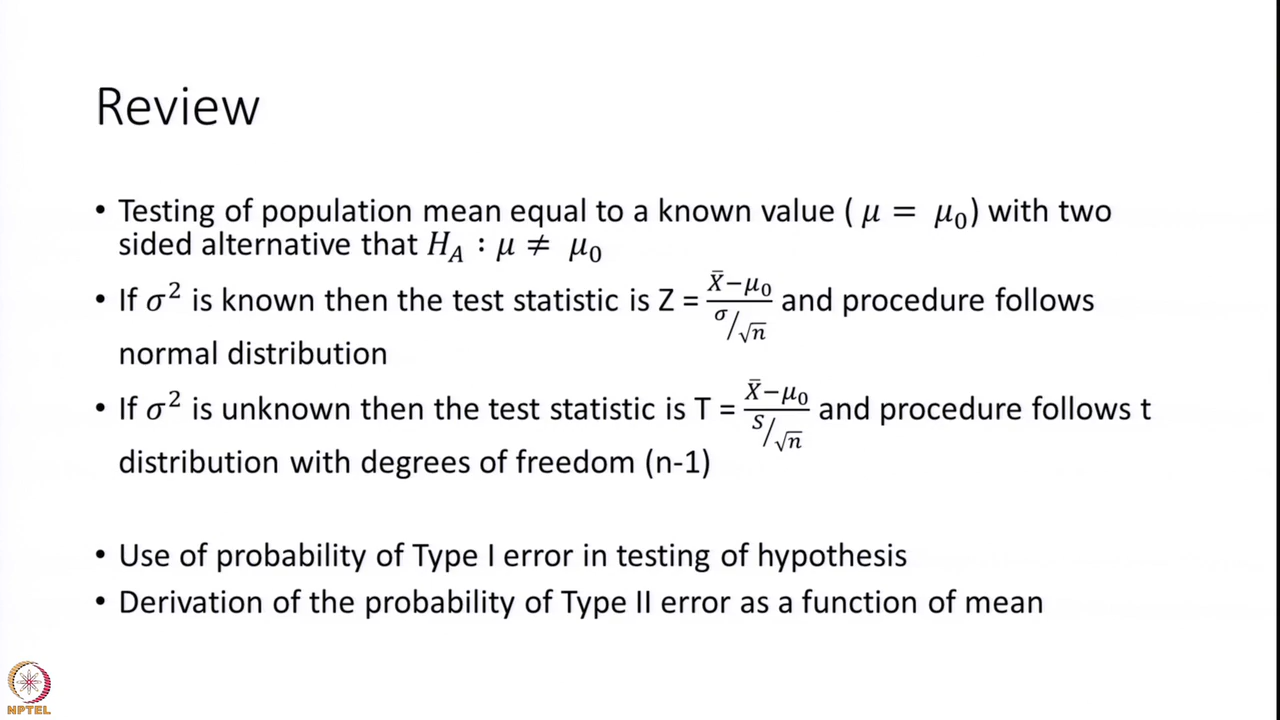 Review
• Testing of population mean equal to a known value ( μ = μ₀) with two
sided alternative that H_A : μ ≠ μ₀
• If σ² is known then the test statistic is Z = (X̄−μ₀)/(σ/√n) and procedure follows
normal distribution
• If σ² is unknown then the test statistic is T = (X̄−μ₀)/(S/√n) and procedure follows t
distribution with degrees of freedom (n-1)
• Use of probability of Type I error in testing of hypothesis
• Derivation of the probability of Type II error as a function of mean
NPTEL